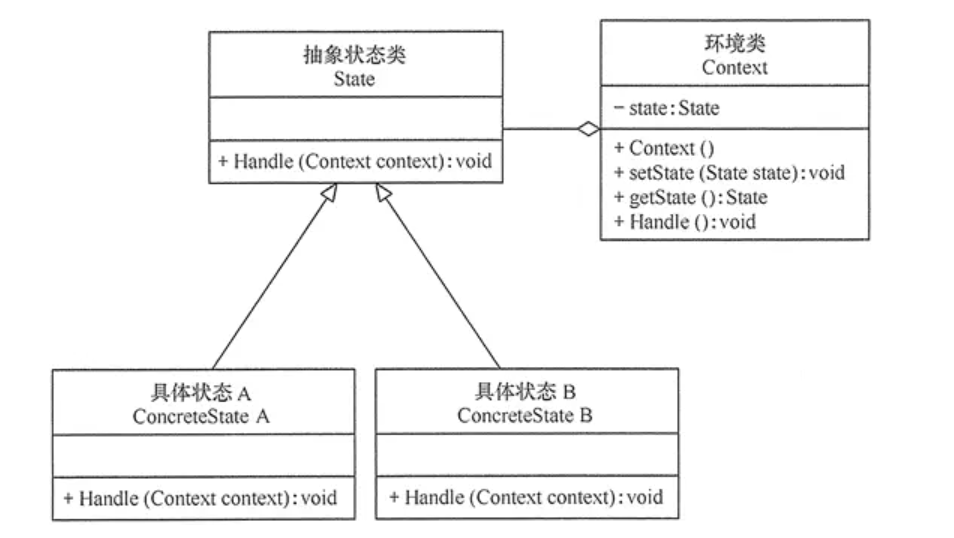 抽象状态类
State
+ Handle (Context context): void
环境类
Context
− state: State
+ Context ()
+ setState (State state): void
+ getState (): State
+ Handle (): void
具体状态 A
ConcreteState A
+ Handle (Context context): void
具体状态 B
ConcreteState B
+ Handle (Context context): void